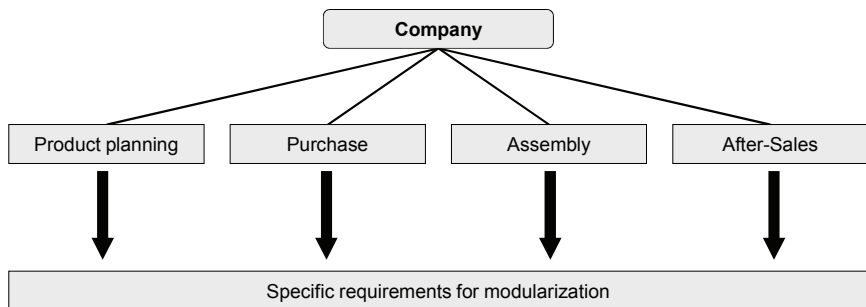 Company
Product planning
Purchase
Assembly
After-Sales
Specific requirements for modularization